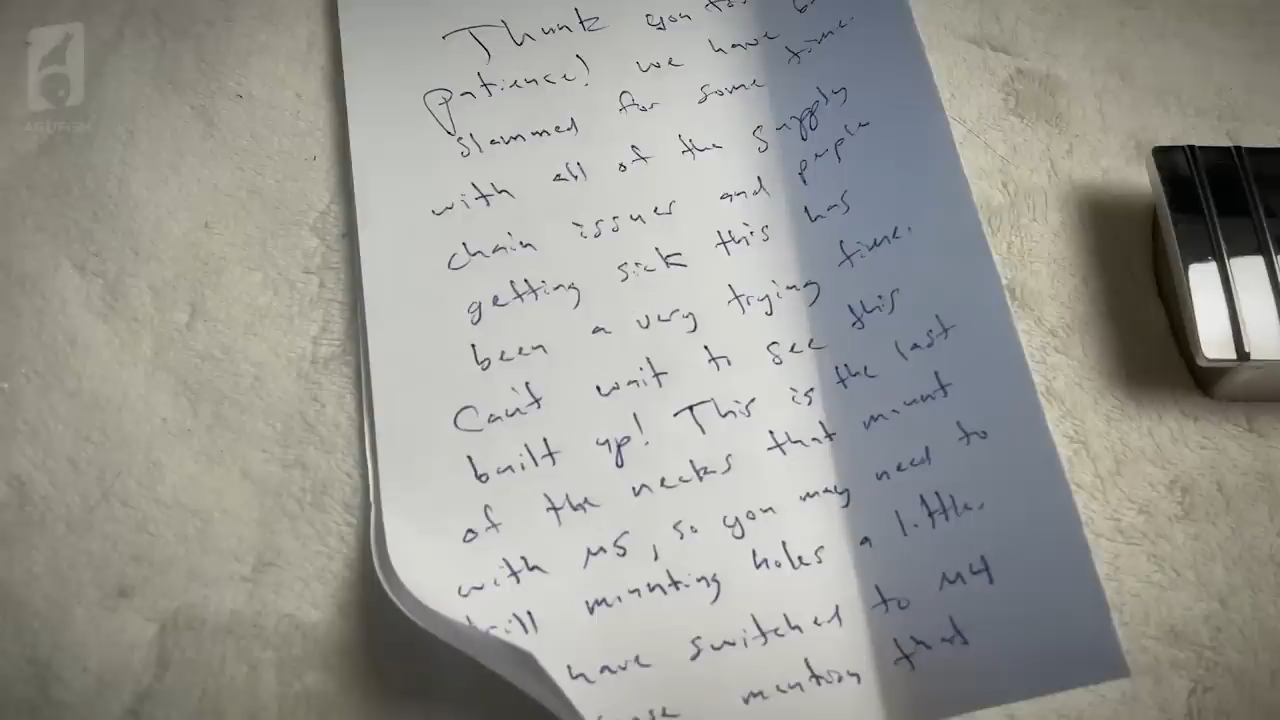 Thank you for
patience! we have
slammed for some time.
with all of the supply
chain issues and people
getting sick this has
been a very trying time.
Can't wait to see this
built up! This is the last
of the necks that mount
with M5, so you may need to
drill mounting holes a little.
have switched to M4
mention that